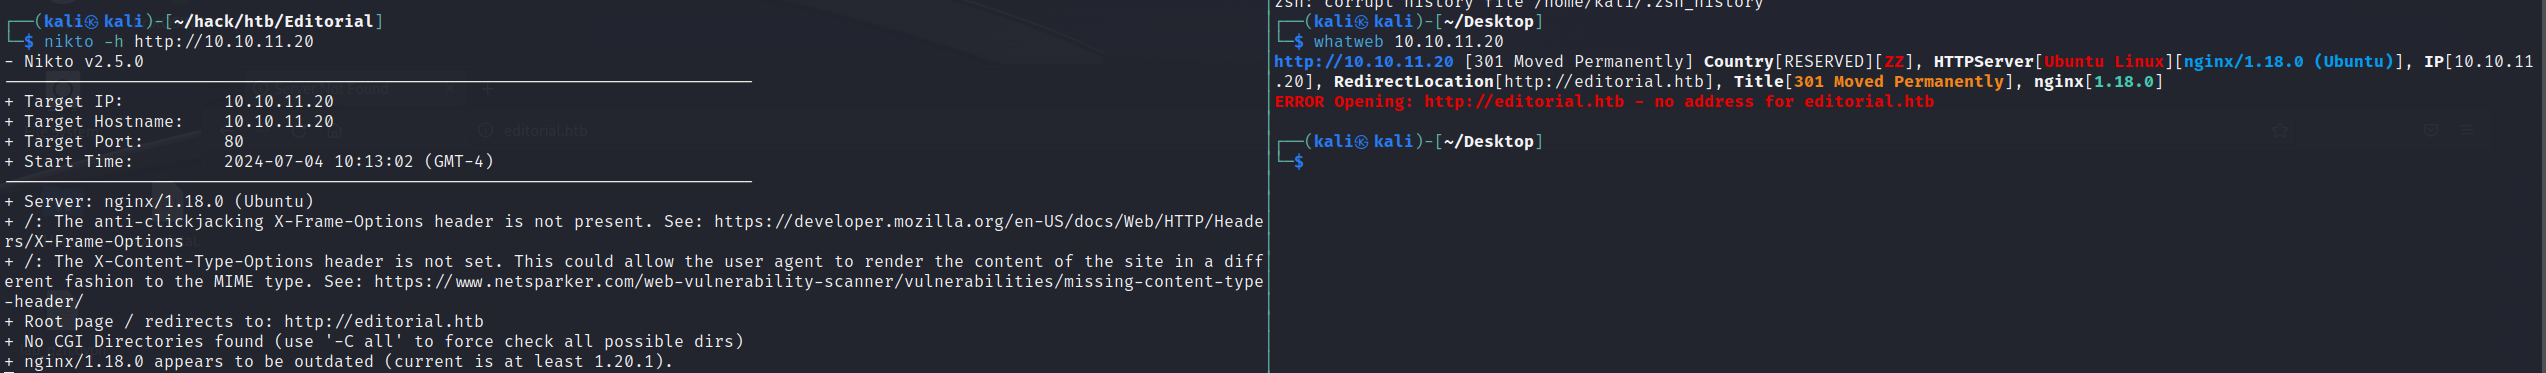 ┌──(kali㉿kali)-[~/hack/htb/Editorial]
└─$ nikto -h http://10.10.11.20
- Nikto v2.5.0
---------------------------------------------------------------------------
+ Target IP:          10.10.11.20
+ Target Hostname:    10.10.11.20
+ Target Port:        80
+ Start Time:         2024-07-04 10:13:02 (GMT-4)
---------------------------------------------------------------------------
+ Server: nginx/1.18.0 (Ubuntu)
+ /: The anti-clickjacking X-Frame-Options header is not present. See: https://developer.mozilla.org/en-US/docs/Web/HTTP/Heade
rs/X-Frame-Options
+ /: The X-Content-Type-Options header is not set. This could allow the user agent to render the content of the site in a diff
erent fashion to the MIME type. See: https://www.netsparker.com/web-vulnerability-scanner/vulnerabilities/missing-content-type
-header/
+ Root page / redirects to: http://editorial.htb
+ No CGI Directories found (use '-C all' to force check all possible dirs)
+ nginx/1.18.0 appears to be outdated (current is at least 1.20.1).
Server Not Found
editorial.htb
zsh: corrupt history file /home/kali/.zsh_history
┌──(kali㉿kali)-[~/Desktop]
└─$ whatweb 10.10.11.20
http://10.10.11.20 [301 Moved Permanently] Country[RESERVED][ZZ], HTTPServer[Ubuntu Linux][nginx/1.18.0 (Ubuntu)], IP[10.10.11
.20], RedirectLocation[http://editorial.htb], Title[301 Moved Permanently], nginx[1.18.0]
ERROR Opening: http://editorial.htb - no address for editorial.htb
┌──(kali㉿kali)-[~/Desktop]
└─$